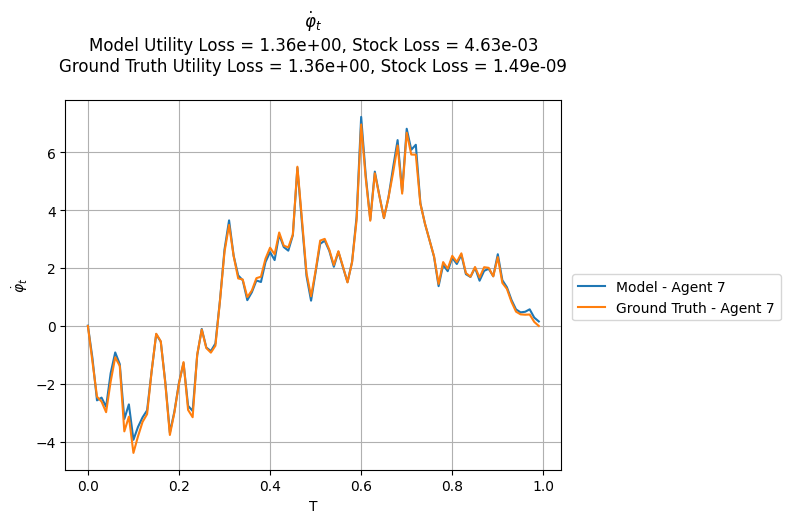 φ̇ₜ
Model Utility Loss = 1.36e+00, Stock Loss = 4.63e-03
Ground Truth Utility Loss = 1.36e+00, Stock Loss = 1.49e-09
6
4
2
0
−2
−4
φ̇ₜ
0.0 0.2 0.4 0.6 0.8 1.0
T
Model - Agent 7
Ground Truth - Agent 7